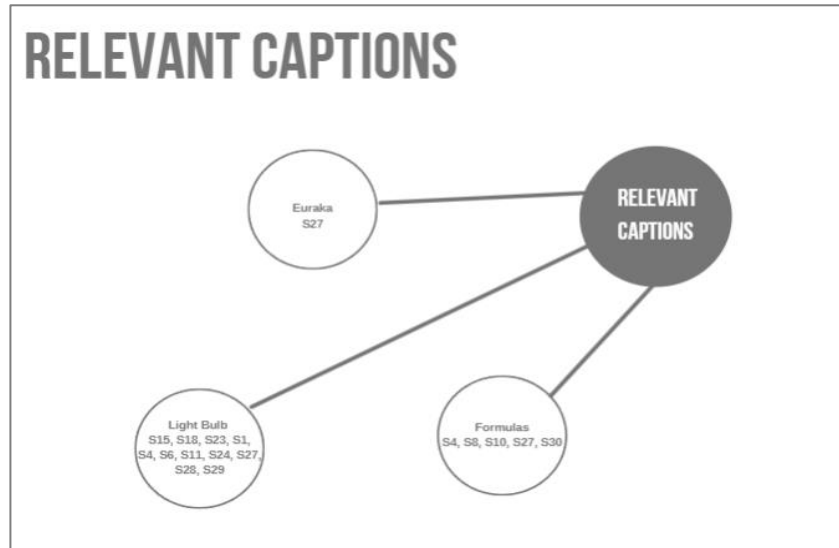 RELEVANT CAPTIONS
Euraka
S27
RELEVANT
CAPTIONS
Light Bulb
S15, S18, S23, S1,
S4, S6, S11, S24, S27,
S28, S29
Formulas
S4, S8, S10, S27, S30